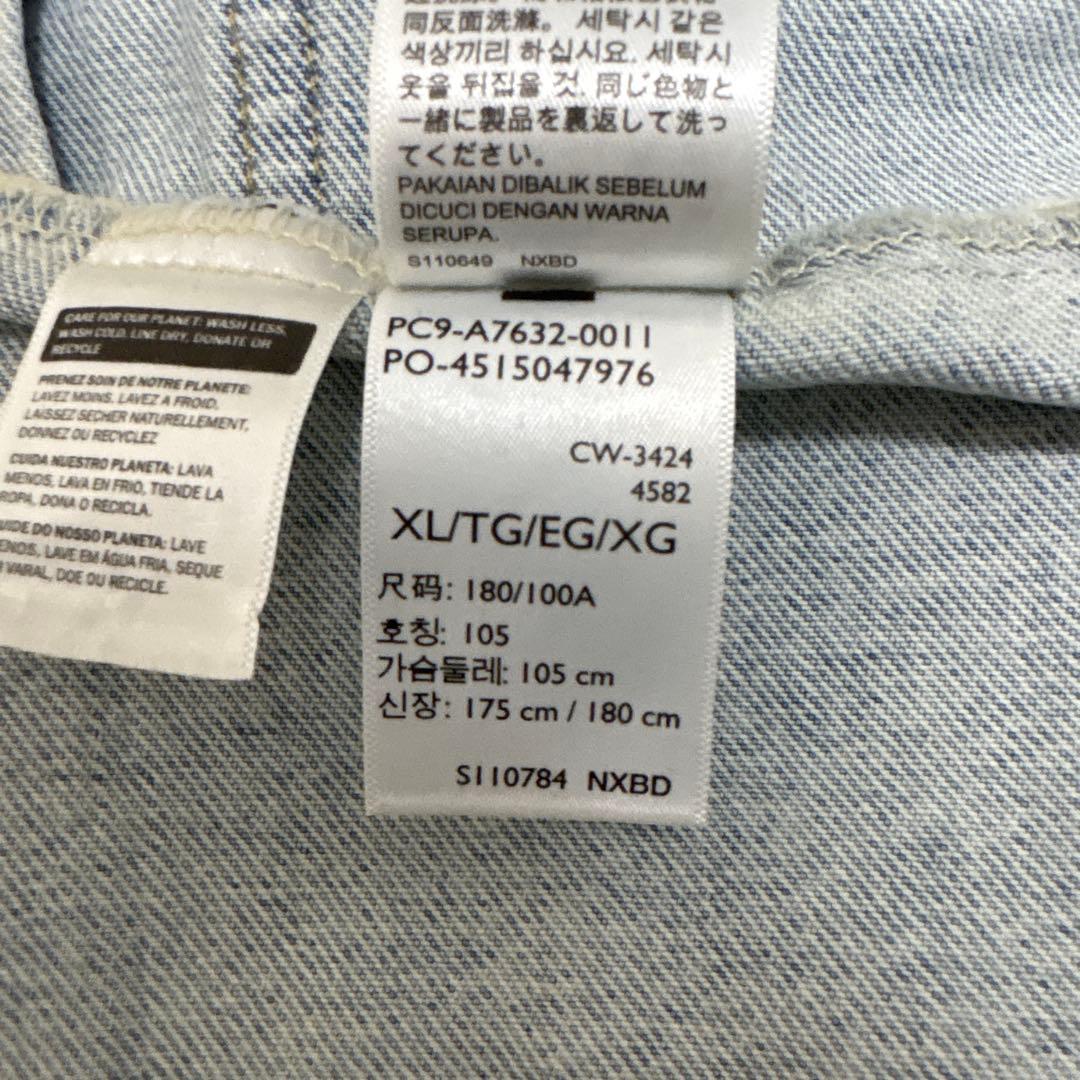 同反面洗滌。 세탁시 같은
색상끼리 하십시요. 세탁시
옷을 뒤집을 것. 同じ色物と
一緒に製品を裏返して洗っ
てください。
PAKAIAN DIBALIK SEBELUM
DICUCI DENGAN WARNA
SERUPA.
S110649 NXBD
CARE FOR OUR PLANET: WASH LESS,
WASH COLD, LINE DRY, DONATE OR
RECYCLE
PRENEZ SOIN DE NOTRE PLANETE:
LAVEZ MOINS, LAVEZ A FROID,
LAISSEZ SECHER NATURELLEMENT,
DONNEZ OU RECYCLEZ
CUIDA NUESTRO PLANETA: LAVA
MENOS, LAVA EN FRIO, TIENDE LA
ROPA, DONA O RECICLA.
UIDE DO NOSSO PLANETA: LAVE
ENOS, LAVE EM ÁGUA FRIA, SEQUE
VARAL, DOE OU RECICLE.
PC9-A7632-0011
PO-4515047976
CW-3424
4582
XL/TG/EG/XG
尺码: 180/100A
호칭: 105
가슴둘레: 105 cm
신장: 175 cm / 180 cm
S110784 NXBD